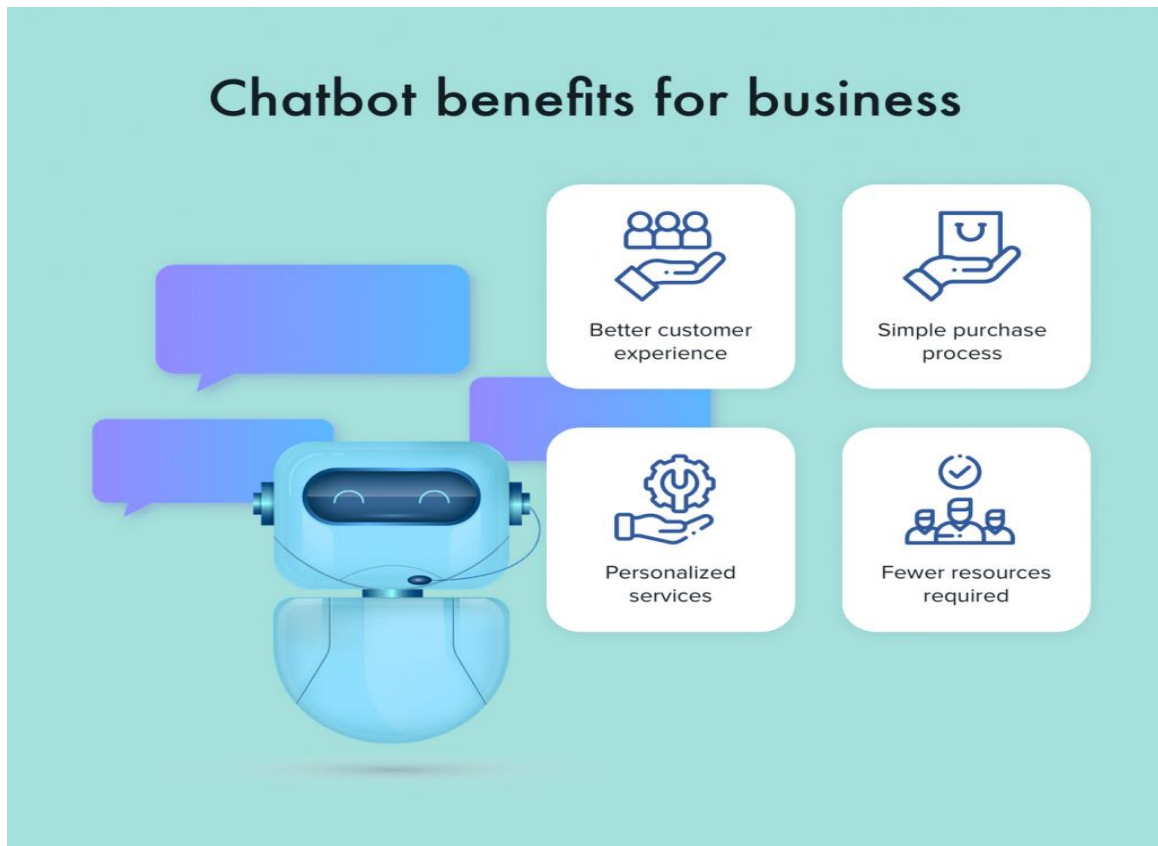 Chatbot benefits for business
Better customer
experience
Simple purchase
process
Personalized
services
Fewer resources
required